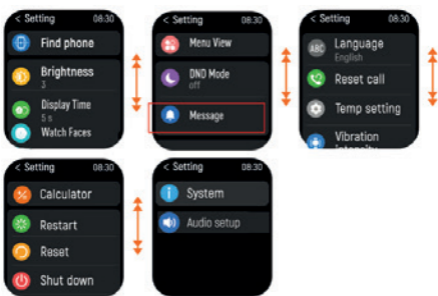 < Setting 08:30
Find phone
Brightness
3
Display Time
5 s
Watch Faces
< Setting 08:30
Menu View
DND Mode
off
Message
< Setting 08:30
ABC Language
English
Reset call
Temp setting
Vibration
intensity
< Setting 08:30
Calculator
Restart
Reset
Shut down
< Setting 08:30
System
Audio setup